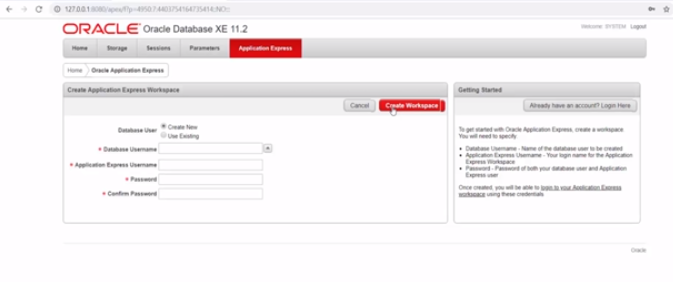 127.0.0.1:8080/apex/f?p=4950:7:4403754164735414::NO:::
ORACLE Oracle Database XE 11.2
Welcome: SYSTEM Logout
Home Storage Sessions Parameters Application Express
Home Oracle Application Express
Create Application Express Workspace
Cancel Create Workspace
Database User Create New
Use Existing
* Database Username
* Application Express Username
* Password
* Confirm Password
Getting Started
Already have an account? Login Here
To get started with Oracle Application Express, create a workspace
You will need to specify
Database Username - Name of the database user to be created
Application Express Username - Your login name for the Application
Express Workspace
Password - Password of both your database user and Application
Express user
Once created, you will be able to login to your Application Express
workspace using these credentials
Oracle